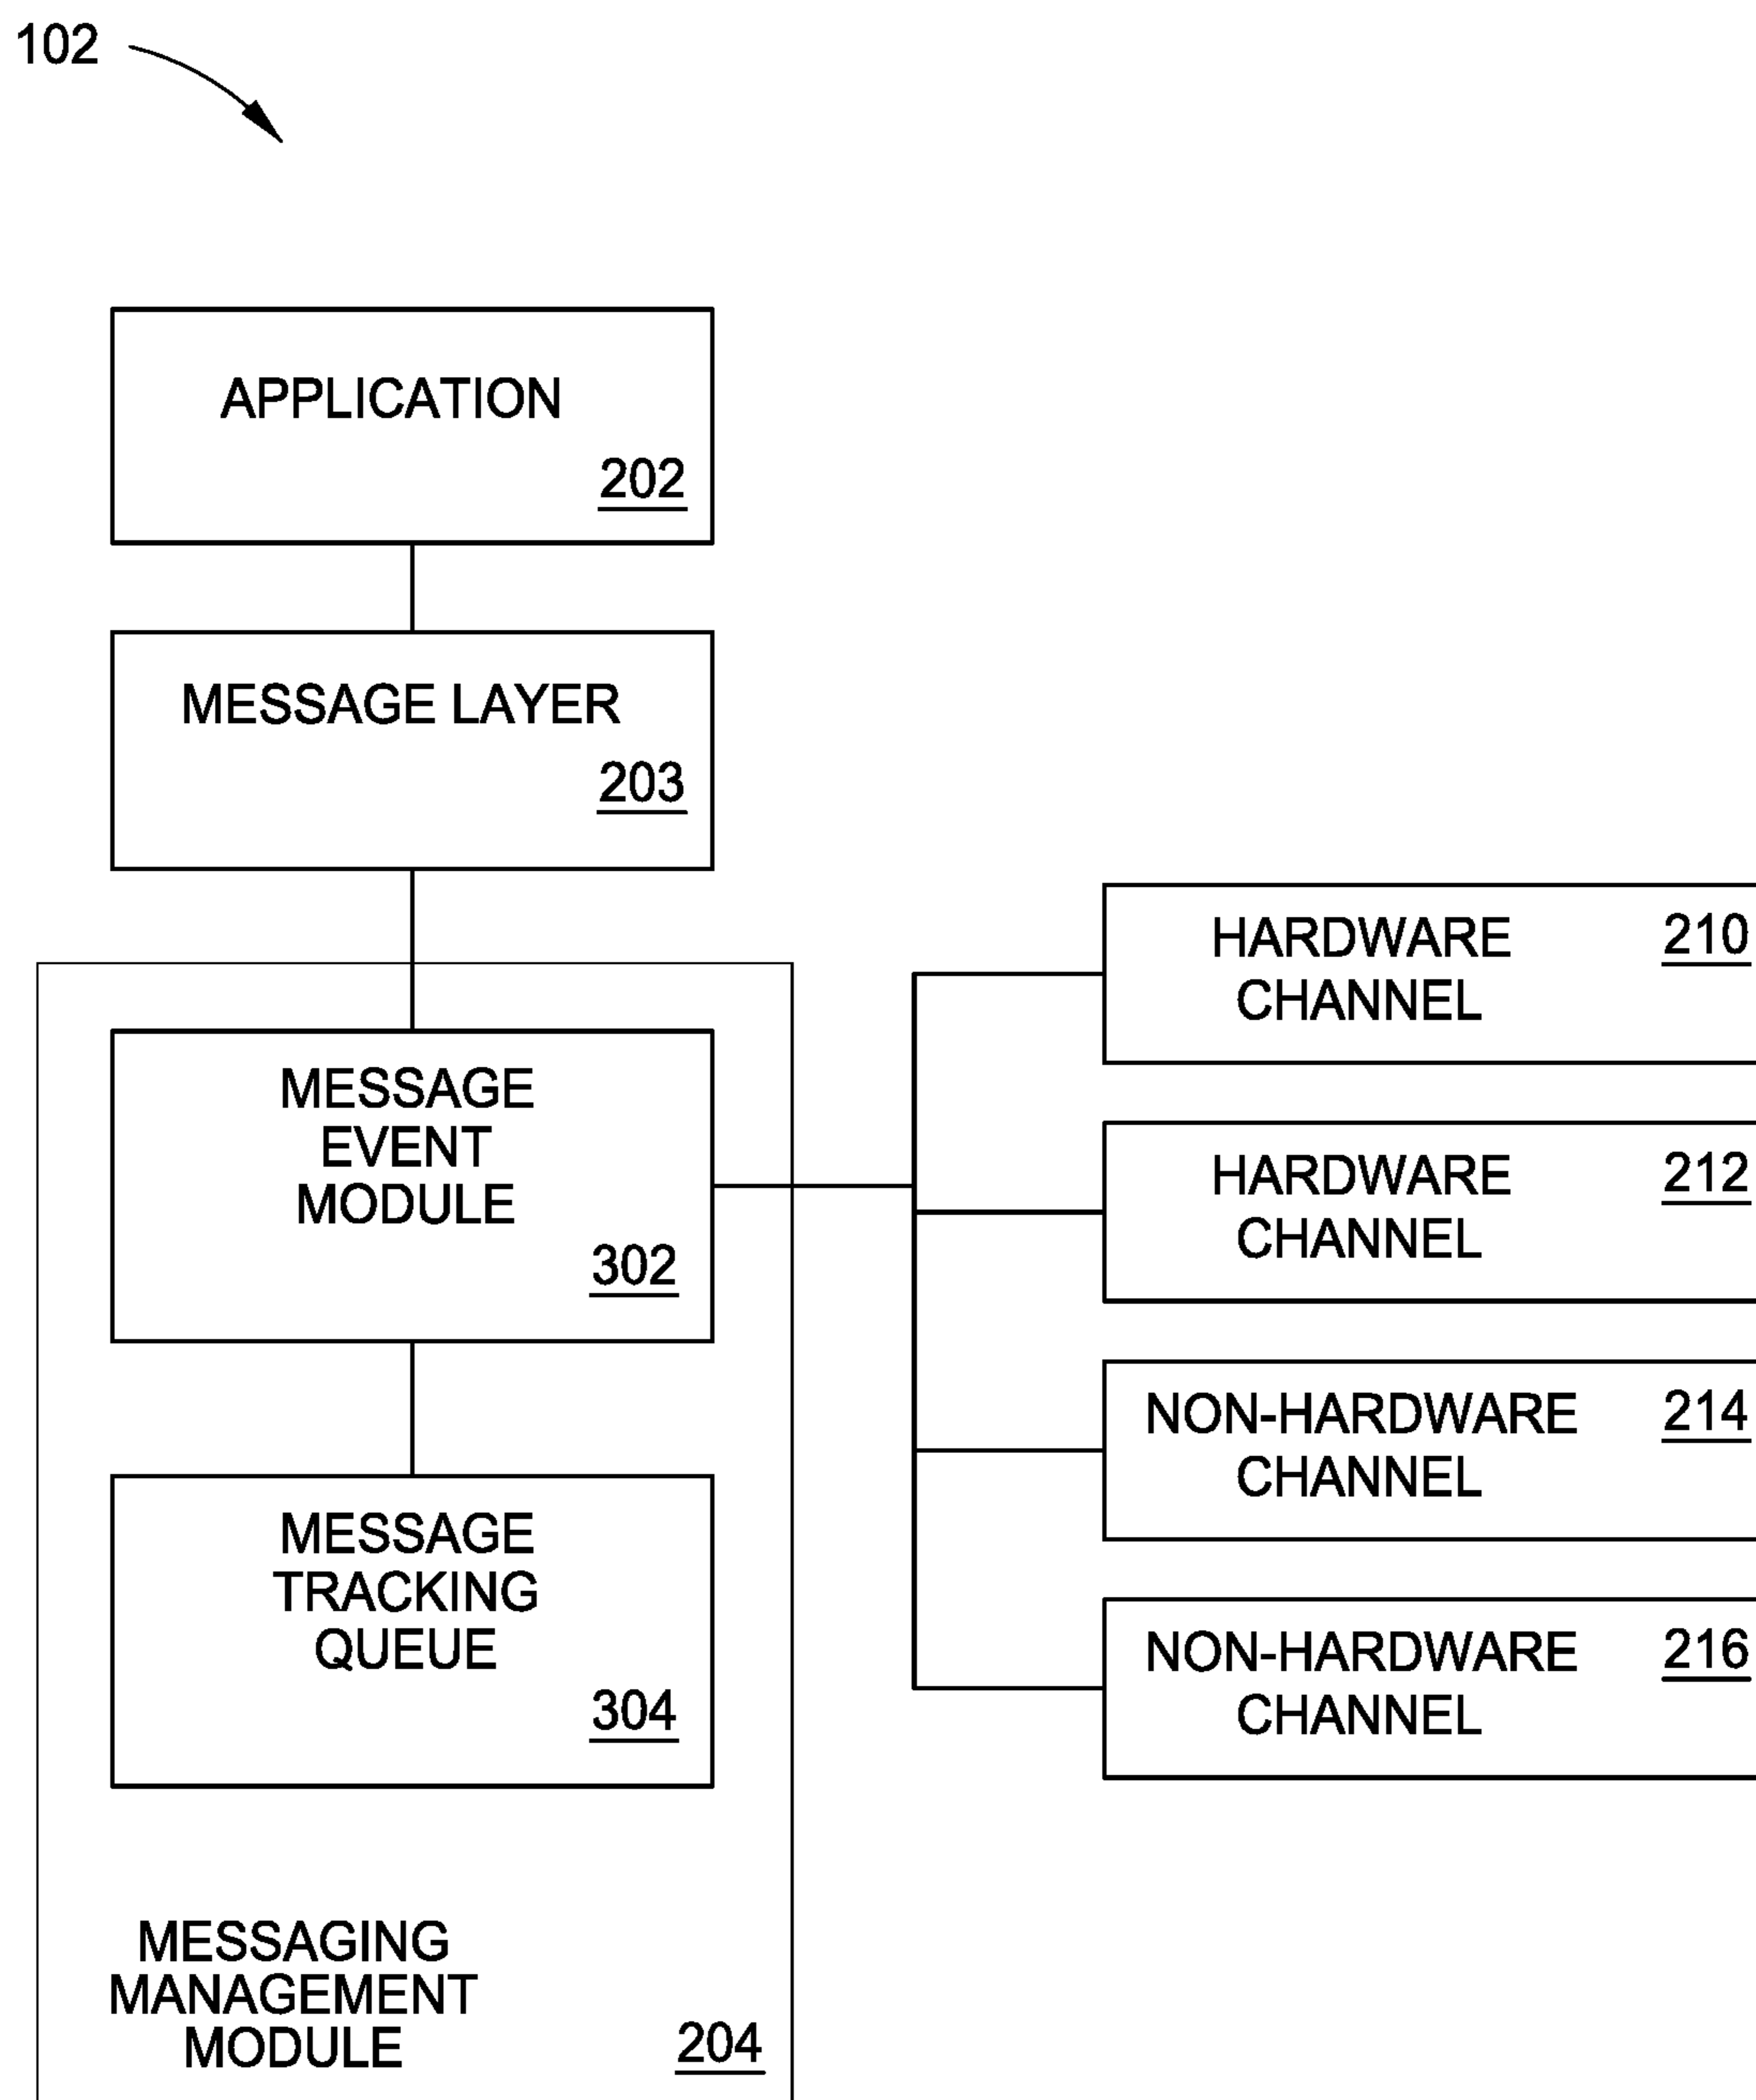 102
APPLICATION
202
MESSAGE LAYER
203
MESSAGE
EVENT
MODULE
302
MESSAGE
TRACKING
QUEUE
304
MESSAGING
MANAGEMENT
MODULE
204
HARDWARE 210
CHANNEL
HARDWARE 212
CHANNEL
NON-HARDWARE 214
CHANNEL
NON-HARDWARE 216
CHANNEL